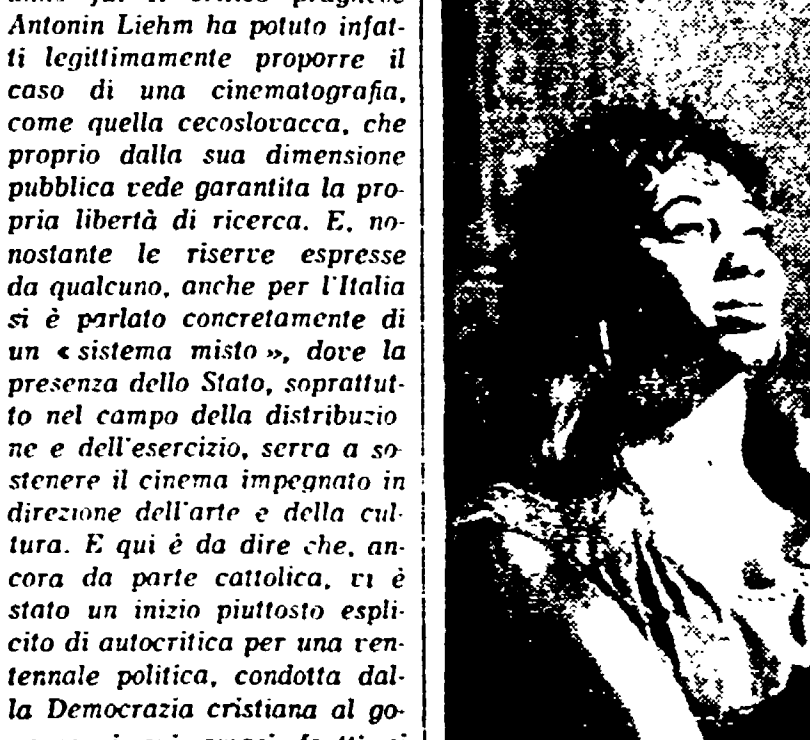 Antonin Liehm ha potuto infat-
ti legittimamente proporre il
caso di una cinematografia,
come quella cecoslovacca, che
proprio dalla sua dimensione
pubblica vede garantita la pro-
pria libertà di ricerca. E, no-
nostante le riserve espresse
da qualcuno, anche per l'Italia
si è parlato concretamente di
un « sistema misto », dove la
presenza dello Stato, soprattut-
to nel campo della distribuzio
ne e dell'esercizio, serva a so-
stenere il cinema impegnato in
direzione dell'arte e della cul-
tura. E qui è da dire che, an-
cora da parte cattolica, vi è
stato un inizio piuttosto espli-
cito di autocritica per una ven-
tennale politica, condotta dal-
la Democrazia cristiana al go-